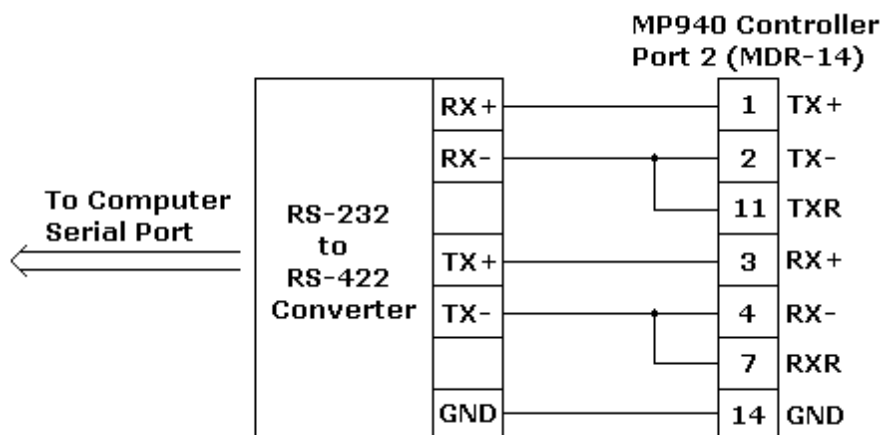 MP940 Controller
Port 2 (MDR-14)
RX+
1
TX+
RX-
2
TX-
To Computer
Serial Port
RS-232
to
RS-422
Converter
11
TXR
TX+
3
RX+
TX-
4
RX-
7
RXR
GND
14
GND